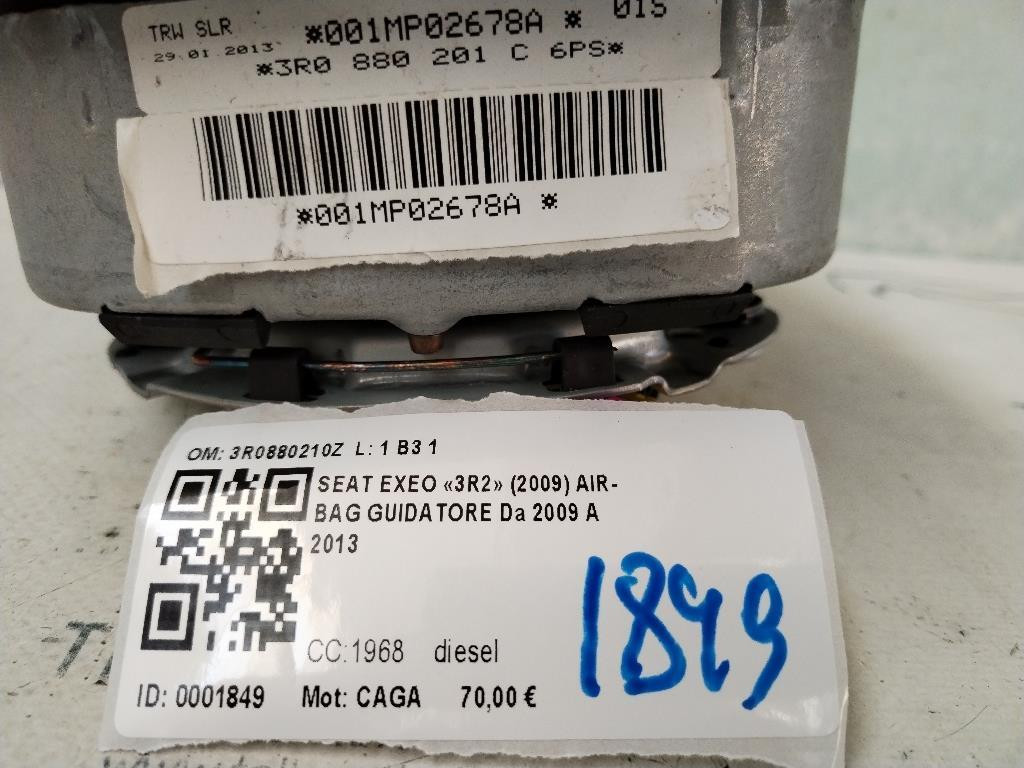 TRW SLR *001MP02678A * 01S
29.01.2013
*3R0 880 201 C 6PS*
*001MP02678A *
OM: 3R0880210Z L: 1 B3 1
SEAT EXEO «3R2» (2009) AIR-
BAG GUIDATORE Da 2009 A
2013
1849
CC:1968 diesel
ID: 0001849 Mot: CAGA 70,00 €